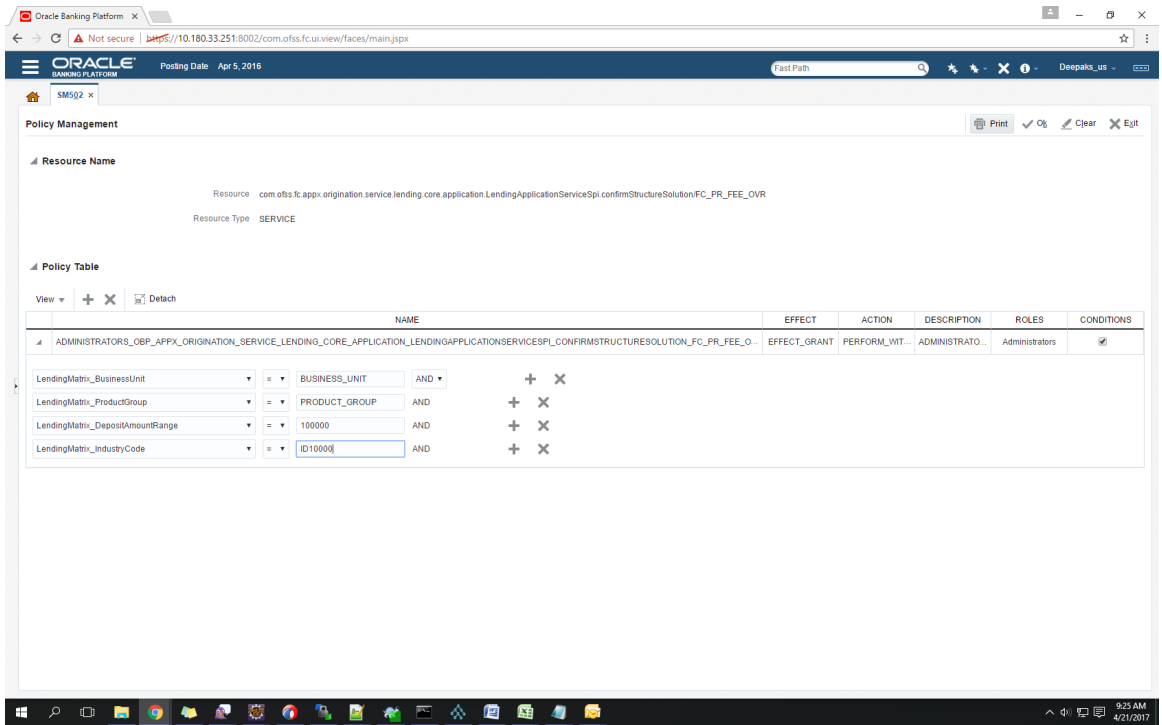 Oracle Banking Platform
Not secure https://10.180.33.251:8002/com.ofss.fc.ui.view/faces/main.jspx
ORACLE
BANKING PLATFORM
Posting Date Apr 5, 2016
Fast Path
Deepaks_us
SM502
Policy Management
Print Ok Clear Exit
Resource Name
Resource com.ofss.fc.appx.origination.service.lending.core.application.LendingApplicationServiceSpi.confirmStructureSolution/FC_PR_FEE_OVR
Resource Type SERVICE
Policy Table
View Detach
NAME EFFECT ACTION DESCRIPTION ROLES CONDITIONS
ADMINISTRATORS_OBP_APPX_ORIGINATION_SERVICE_LENDING_CORE_APPLICATION_LENDINGAPPLICATIONSERVICESPI_CONFIRMSTRUCTURESOLUTION_FC_PR_FEE_O... EFFECT_GRANT PERFORM_WIT... ADMINISTRATO... Administrators
LendingMatrix_BusinessUnit = BUSINESS_UNIT AND
LendingMatrix_ProductGroup = PRODUCT_GROUP AND
LendingMatrix_DepositAmountRange = 100000 AND
LendingMatrix_IndustryCode = ID10000 AND
9:25 AM
4/21/2017